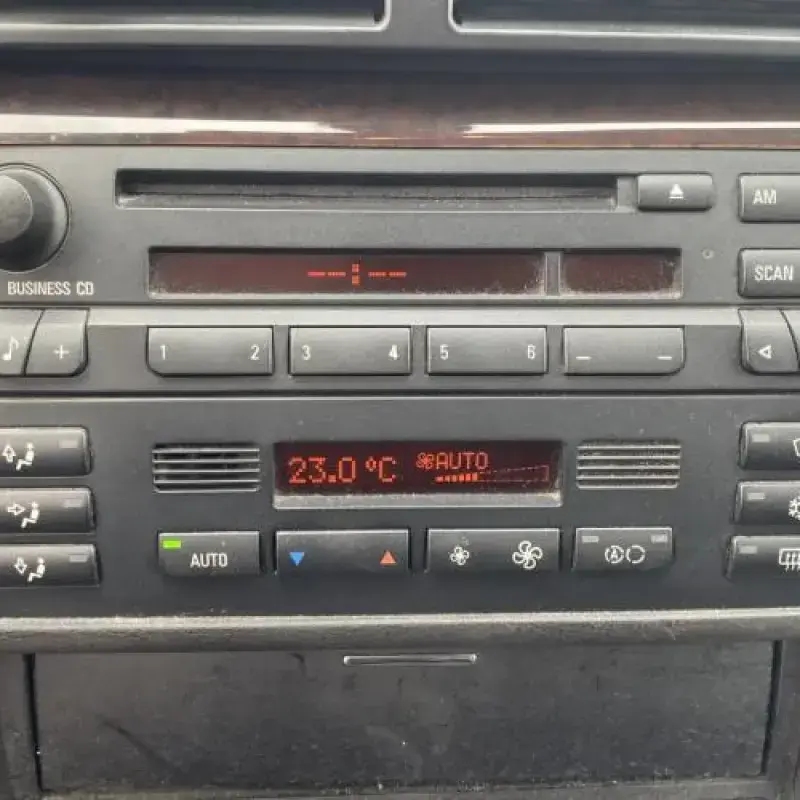 AM
BUSINESS CD
--:--
SCAN
+
1 2 3 4 5 6 – –
23.0 °C AUTO
AUTO
A